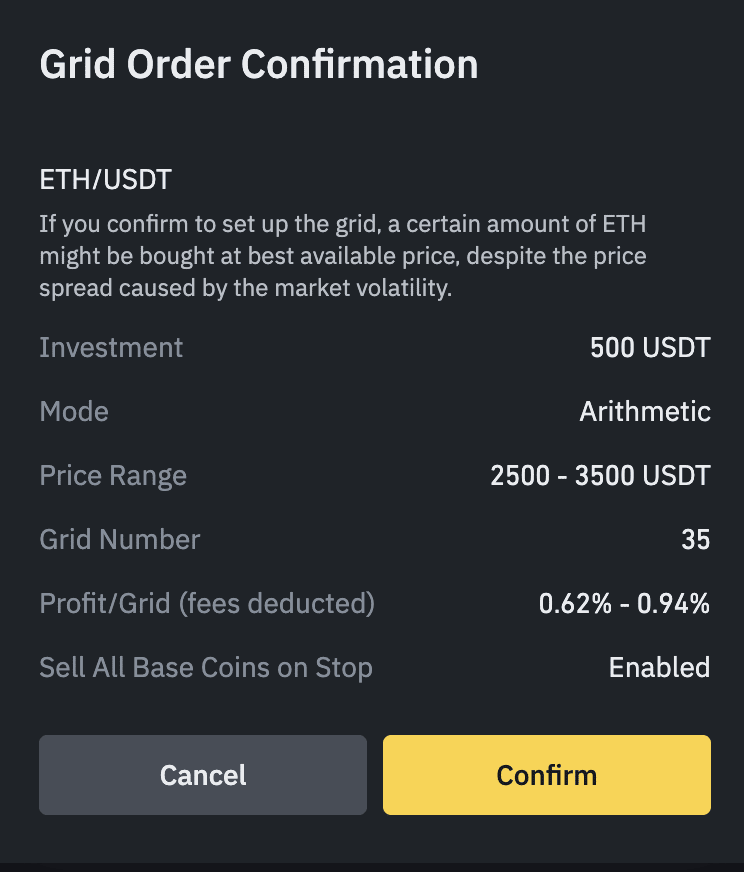 Grid Order Confirmation
ETH/USDT
If you confirm to set up the grid, a certain amount of ETH
might be bought at best available price, despite the price
spread caused by the market volatility.
Investment 500 USDT
Mode Arithmetic
Price Range 2500 - 3500 USDT
Grid Number 35
Profit/Grid (fees deducted) 0.62% - 0.94%
Sell All Base Coins on Stop Enabled
Cancel Confirm